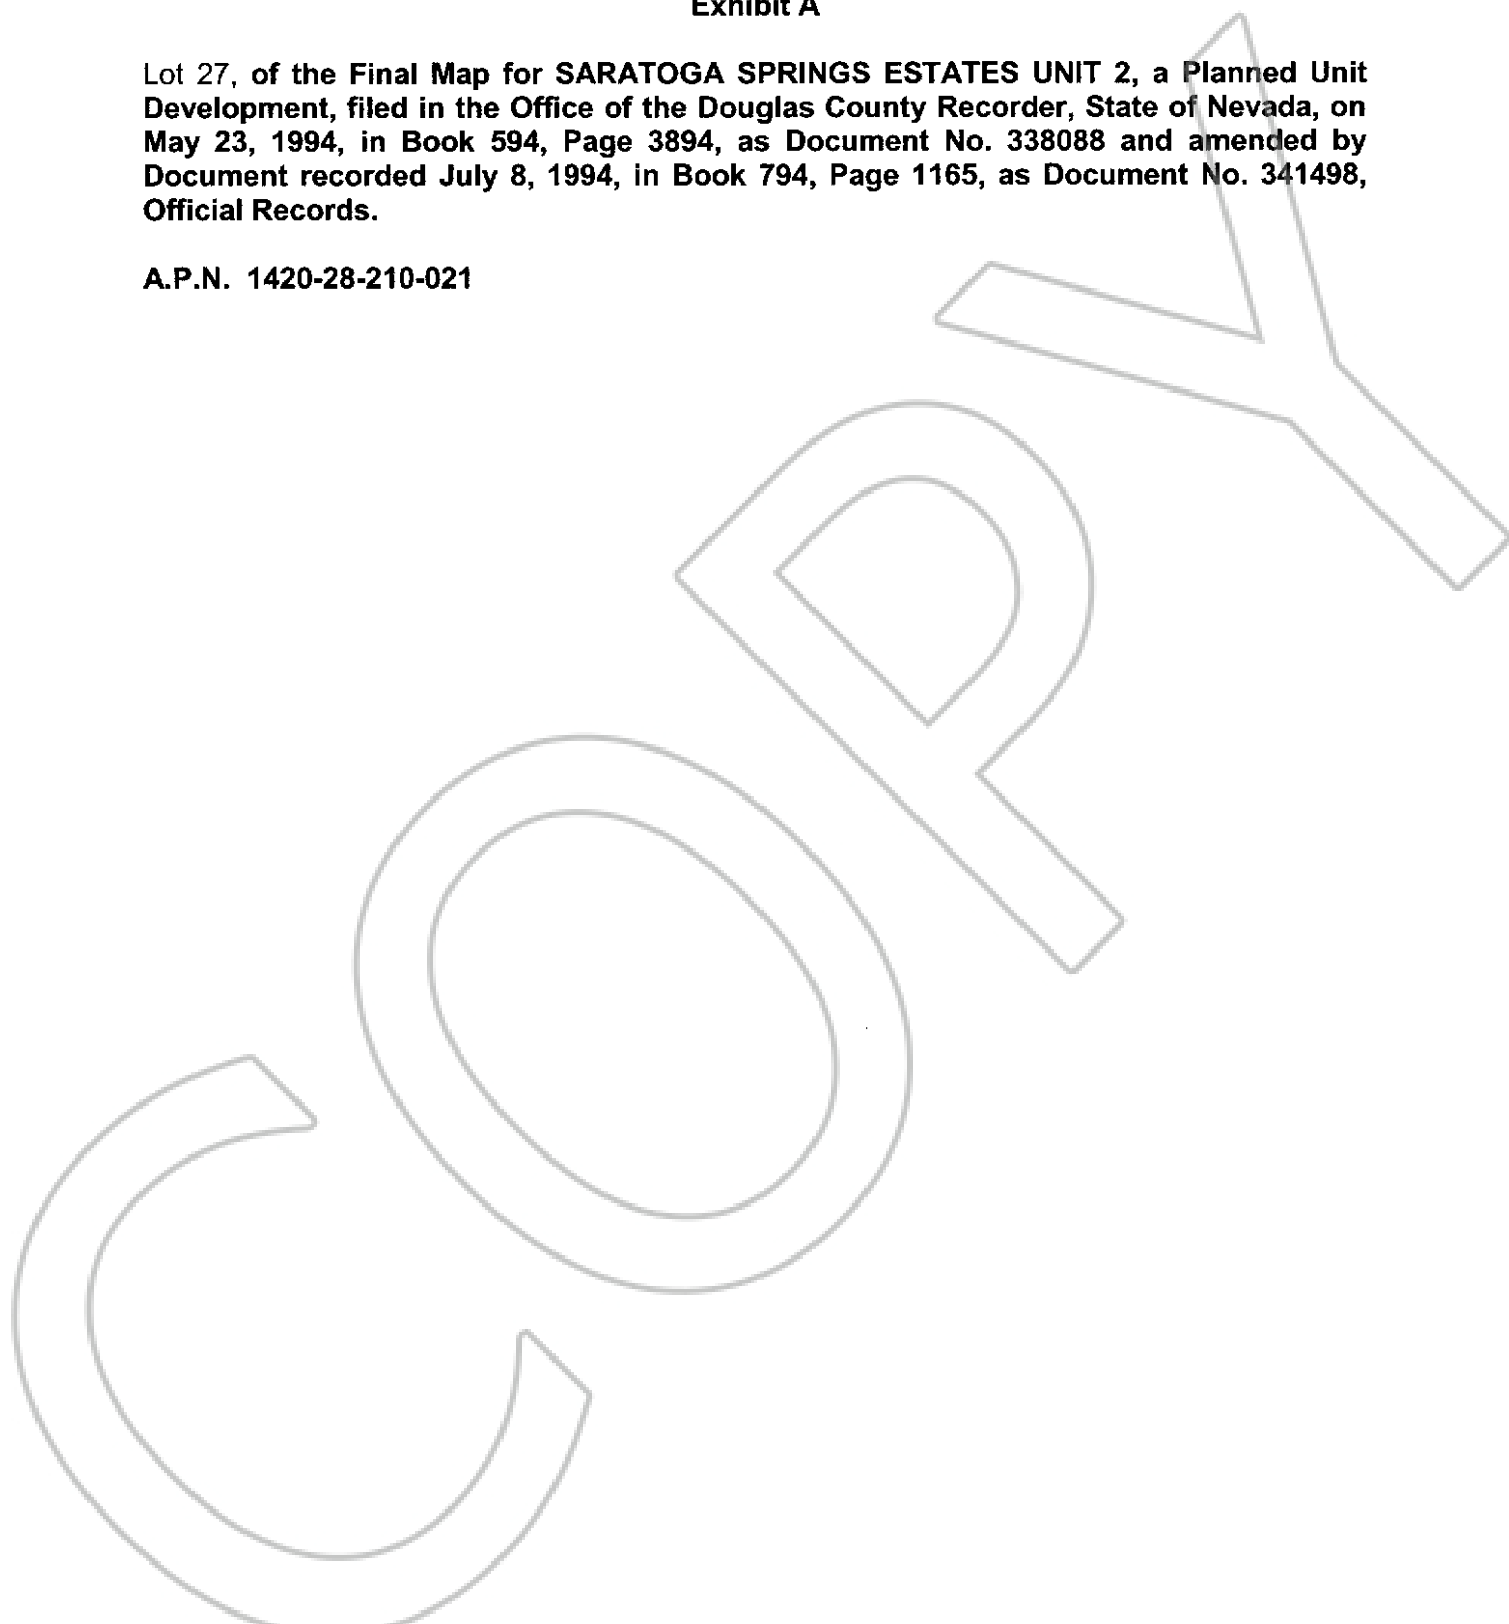 Exhibit A
Lot 27, of the Final Map for SARATOGA SPRINGS ESTATES UNIT 2, a Planned Unit
Development, filed in the Office of the Douglas County Recorder, State of Nevada, on
May 23, 1994, in Book 594, Page 3894, as Document No. 338088 and amended by
Document recorded July 8, 1994, in Book 794, Page 1165, as Document No. 341498,
Official Records.
A.P.N. 1420-28-210-021
COPY